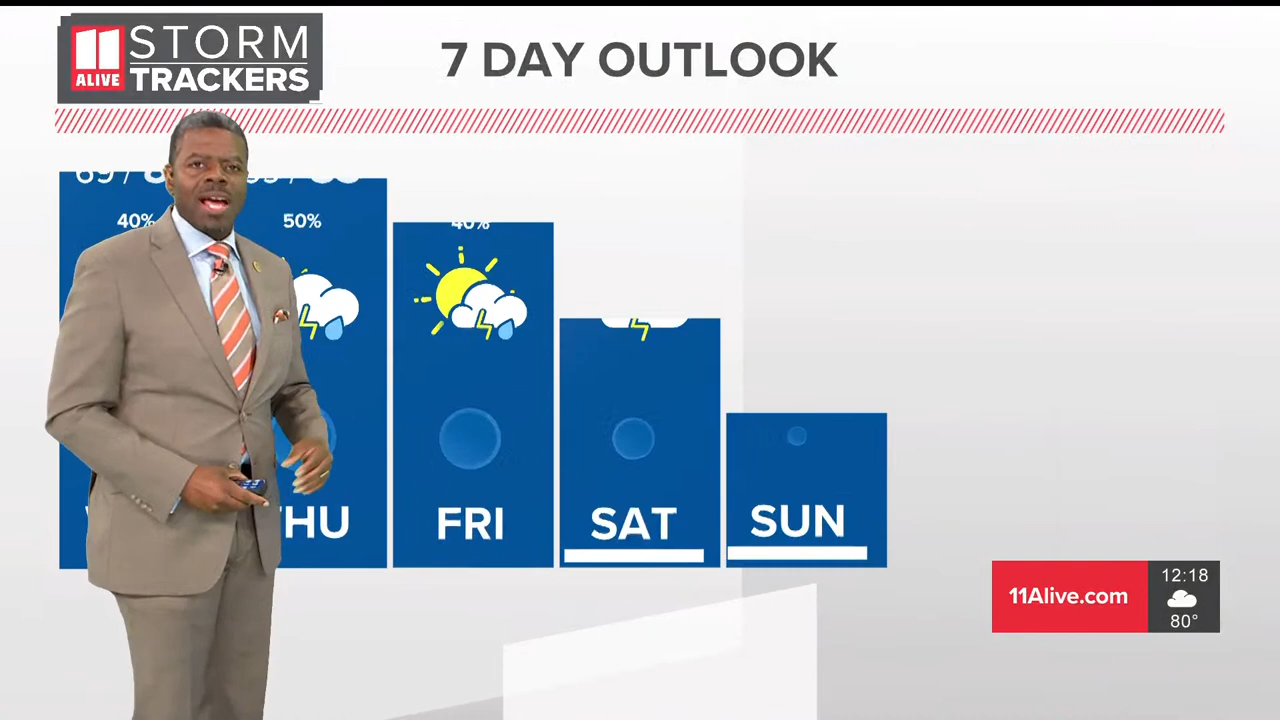 11
ALIVE
STORM
TRACKERS
7 DAY OUTLOOK
69 /
40% 50% 40%
THU FRI SAT SUN
11Alive.com
12:18
80°